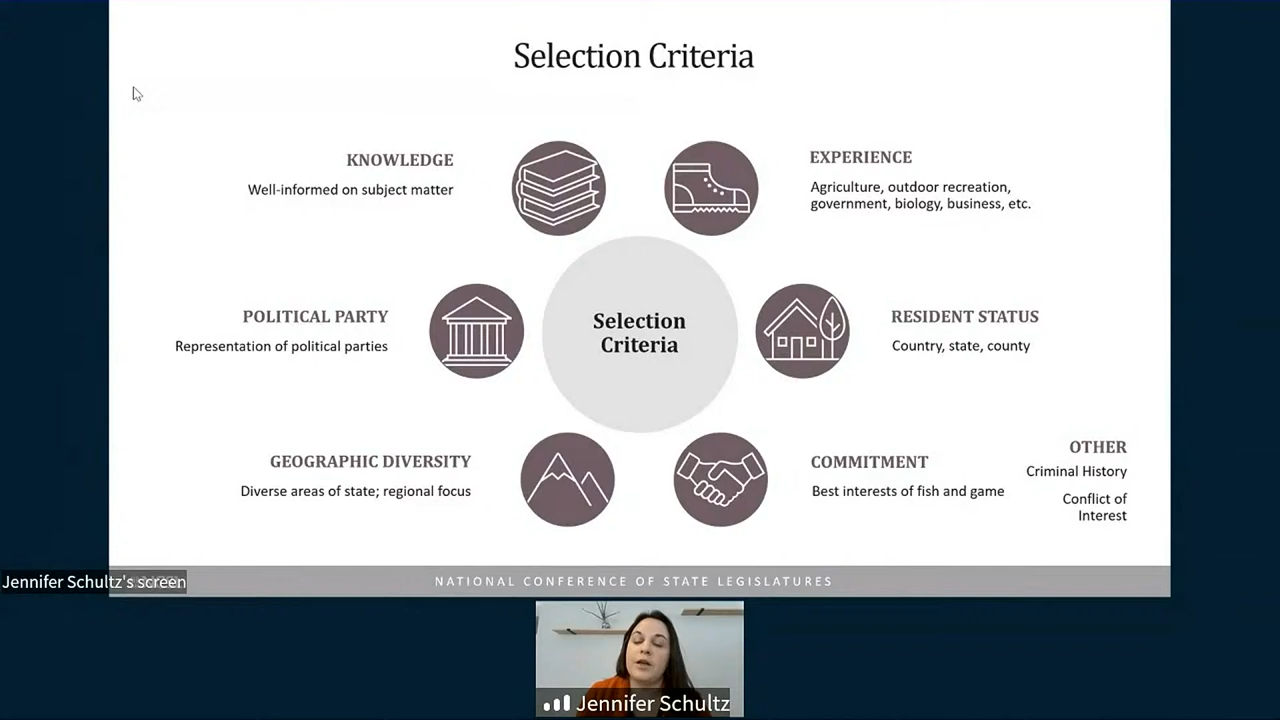 Selection Criteria
KNOWLEDGE
Well-informed on subject matter
EXPERIENCE
Agriculture, outdoor recreation,
government, biology, business, etc.
POLITICAL PARTY
Representation of political parties
Selection
Criteria
RESIDENT STATUS
Country, state, county
GEOGRAPHIC DIVERSITY
Diverse areas of state; regional focus
COMMITMENT
Best interests of fish and game
OTHER
Criminal History
Conflict of
Interest
Jennifer Schultz's screen
NATIONAL CONFERENCE OF STATE LEGISLATURES
Jennifer Schultz